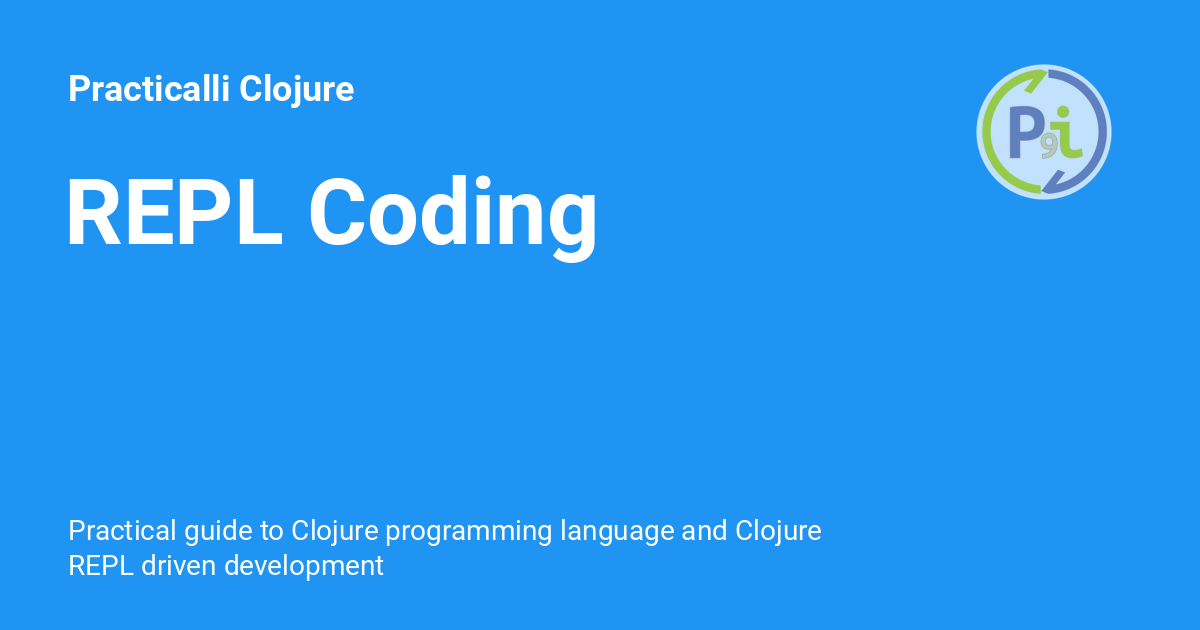 Practicalli Clojure
P9i
REPL Coding
Practical guide to Clojure programming language and Clojure
REPL driven development